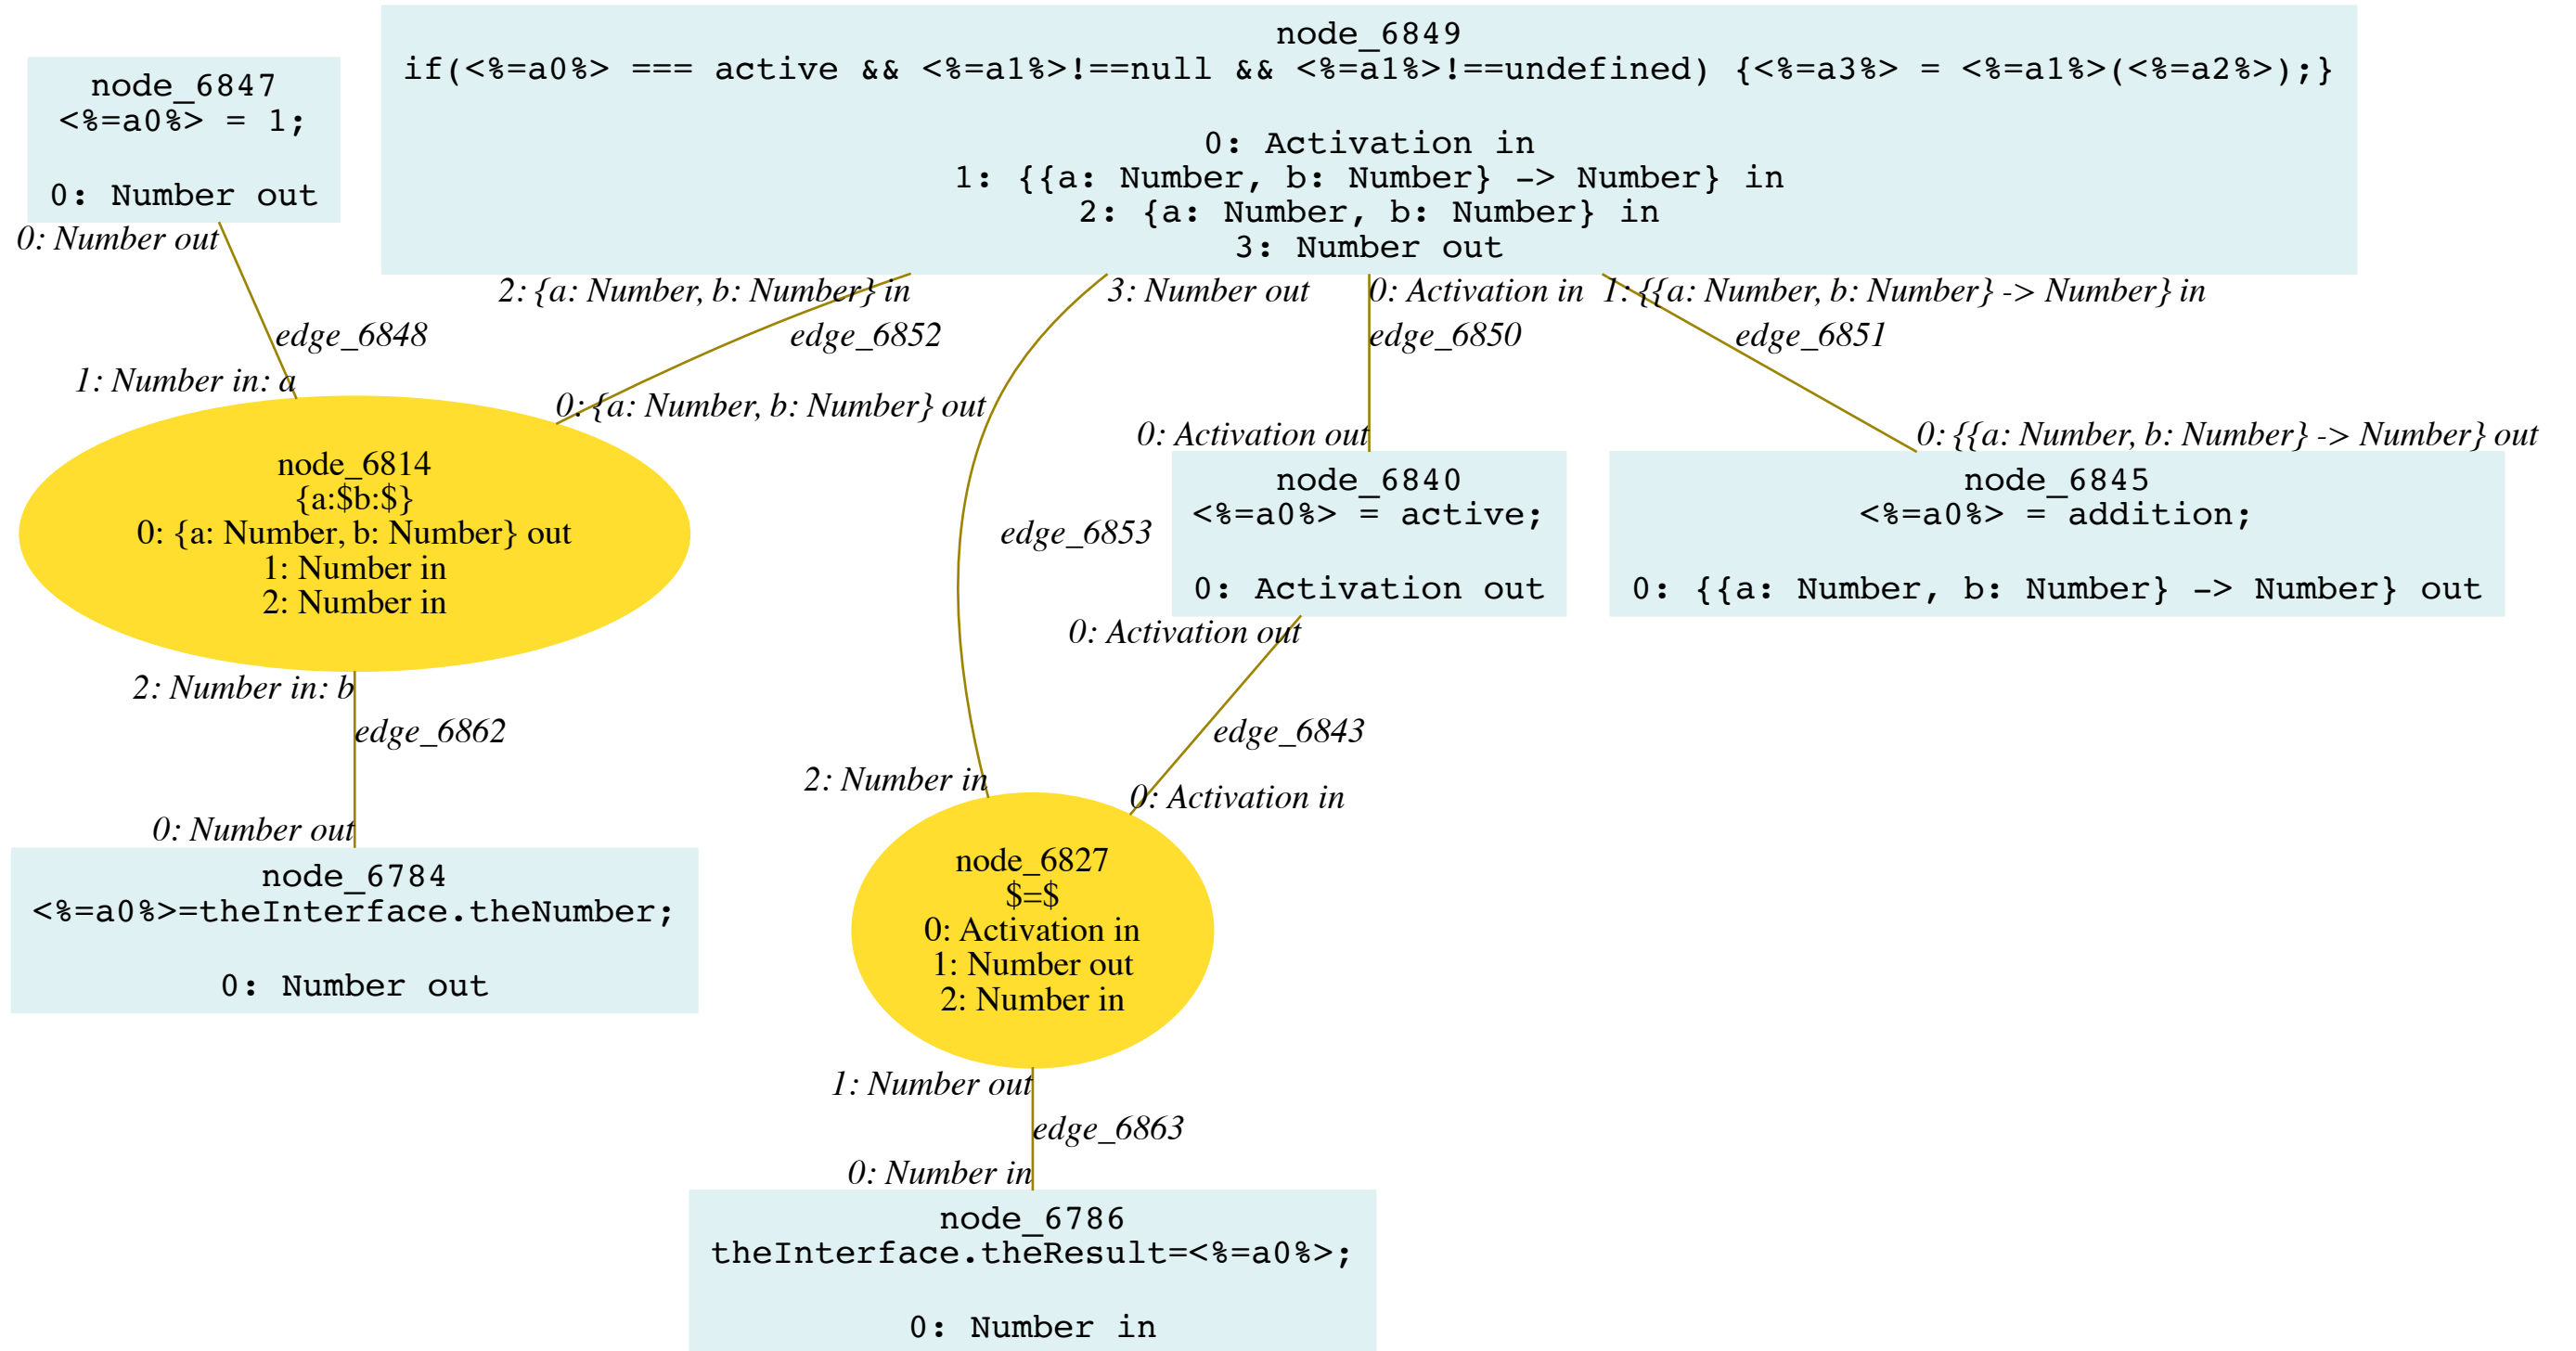 node_6849
if(<%=a0%> === active && <%=a1%>!==null && <%=a1%>!==undefined) {<%=a3%> = <%=a1%>(<%=a2%>);}
0: Activation in
1: {{a: Number, b: Number} -> Number} in
2: {a: Number, b: Number} in
3: Number out
node_6847
<%=a0%> = 1;
0: Number out
0: Number out
2: {a: Number, b: Number} in
3: Number out
0: Activation in
1: {{a: Number, b: Number} -> Number} in
edge_6848
edge_6852
edge_6850
edge_6851
1: Number in: a
0: {a: Number, b: Number} out
0: Activation out
0: {{a: Number, b: Number} -> Number} out
node_6814
{a:$b:$}
0: {a: Number, b: Number} out
1: Number in
2: Number in
edge_6853
node_6840
<%=a0%> = active;
0: Activation out
node_6845
<%=a0%> = addition;
0: {{a: Number, b: Number} -> Number} out
0: Activation out
2: Number in: b
edge_6862
edge_6843
2: Number in
0: Activation in
0: Number out
node_6784
<%=a0%>=theInterface.theNumber;
0: Number out
node_6827
$=$
0: Activation in
1: Number out
2: Number in
1: Number out
edge_6863
0: Number in
node_6786
theInterface.theResult=<%=a0%>;
0: Number in